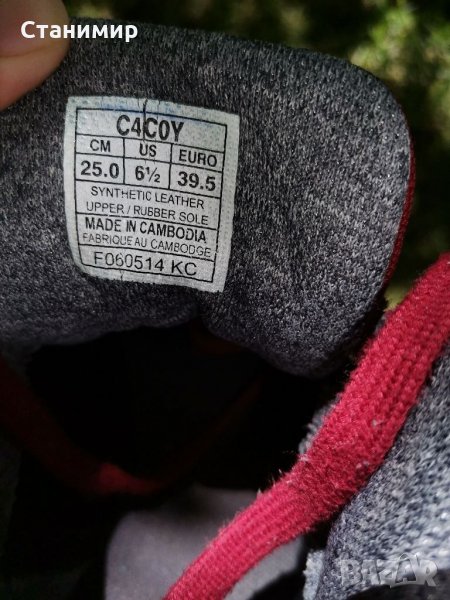 Станимир
C4C0Y
CM US EURO
25.0 6½ 39.5
SYNTHETIC LEATHER
UPPER / RUBBER SOLE
MADE IN CAMBODIA
FABRIQUE AU CAMBODGE
F060514 KC
BAZAR